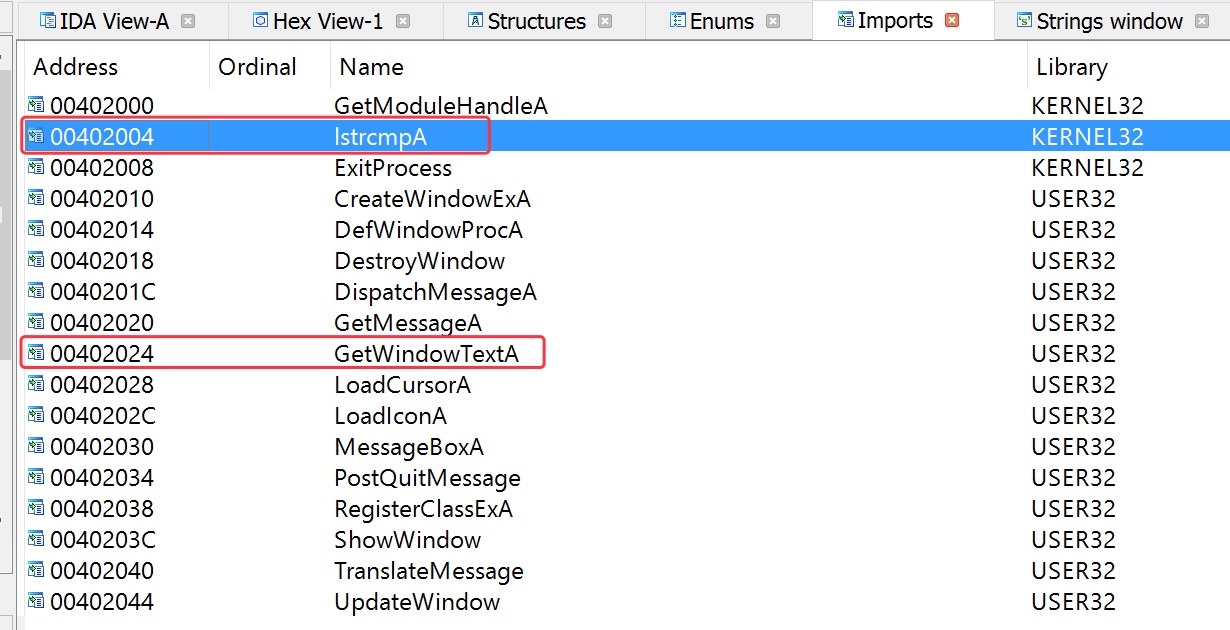 IDA View-A Hex View-1 Structures Enums Imports Strings window
Address Ordinal Name Library
00402000 GetModuleHandleA KERNEL32
00402004 lstrcmpA KERNEL32
00402008 ExitProcess KERNEL32
00402010 CreateWindowExA USER32
00402014 DefWindowProcA USER32
00402018 DestroyWindow USER32
0040201C DispatchMessageA USER32
00402020 GetMessageA USER32
00402024 GetWindowTextA USER32
00402028 LoadCursorA USER32
0040202C LoadIconA USER32
00402030 MessageBoxA USER32
00402034 PostQuitMessage USER32
00402038 RegisterClassExA USER32
0040203C ShowWindow USER32
00402040 TranslateMessage USER32
00402044 UpdateWindow USER32